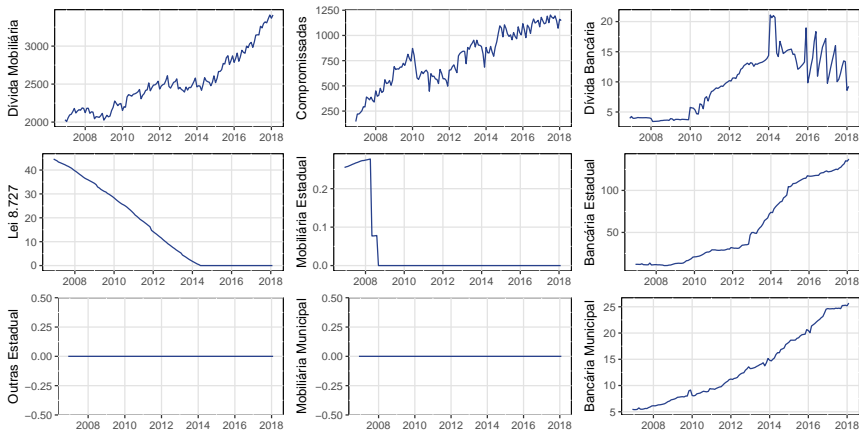 Dívida Mobiliária
3000
2500
2000
2008 2010 2012 2014 2016 2018
Compromissadas
1250
1000
750
500
250
2008 2010 2012 2014 2016 2018
Dívida Bancária
20
15
10
5
2008 2010 2012 2014 2016 2018
Lei 8.727
40
30
20
10
0
2008 2010 2012 2014 2016 2018
Mobiliária Estadual
0.2
0.1
0.0
2008 2010 2012 2014 2016 2018
Bancária Estadual
100
50
2008 2010 2012 2014 2016 2018
Outras Estadual
0.50
0.25
0.00
−0.25
−0.50
2008 2010 2012 2014 2016 2018
Mobiliária Municipal
0.50
0.25
0.00
−0.25
−0.50
2008 2010 2012 2014 2016 2018
Bancária Municipal
25
20
15
10
5
2008 2010 2012 2014 2016 2018